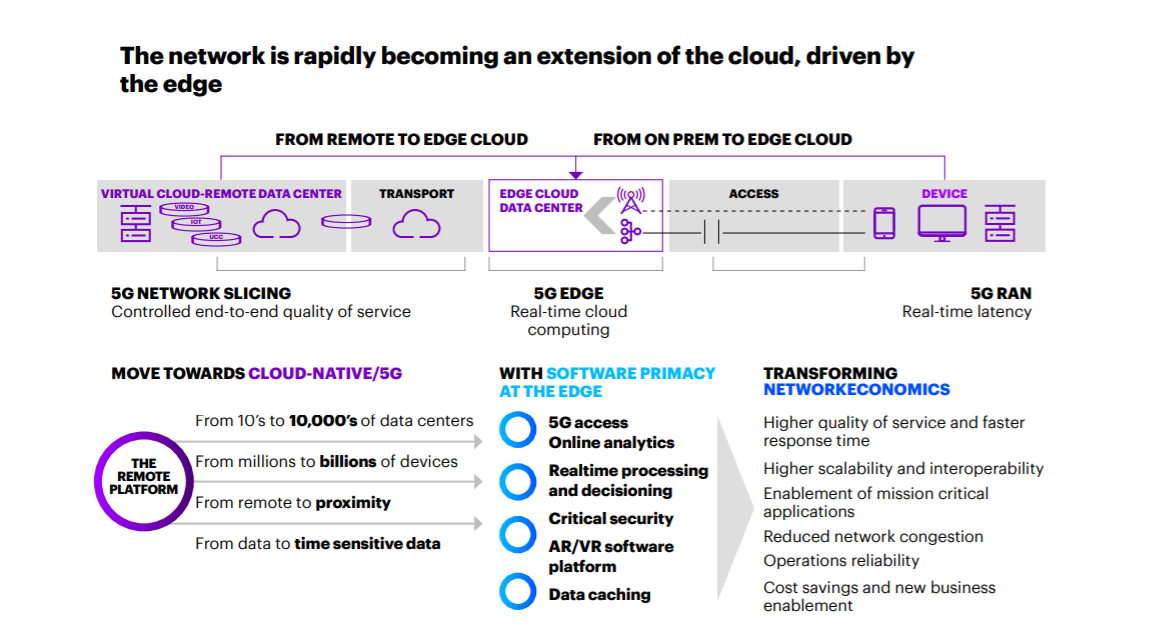 The network is rapidly becoming an extension of the cloud, driven by
the edge
FROM REMOTE TO EDGE CLOUD
FROM ON PREM TO EDGE CLOUD
VIRTUAL CLOUD-REMOTE DATA CENTER
VIDEO
IOT
UCC
TRANSPORT
EDGE CLOUD
DATA CENTER
ACCESS
DEVICE
5G NETWORK SLICING
Controlled end-to-end quality of service
5G EDGE
Real-time cloud
computing
5G RAN
Real-time latency
MOVE TOWARDS CLOUD-NATIVE/5G
THE
REMOTE
PLATFORM
From 10's to 10,000's of data centers
From millions to billions of devices
From remote to proximity
From data to time sensitive data
WITH SOFTWARE PRIMACY
AT THE EDGE
5G access
Online analytics
Realtime processing
and decisioning
Critical security
AR/VR software
platform
Data caching
TRANSFORMING
NETWORKECONOMICS
Higher quality of service and faster
response time
Higher scalability and interoperability
Enablement of mission critical
applications
Reduced network congestion
Operations reliability
Cost savings and new business
enablement